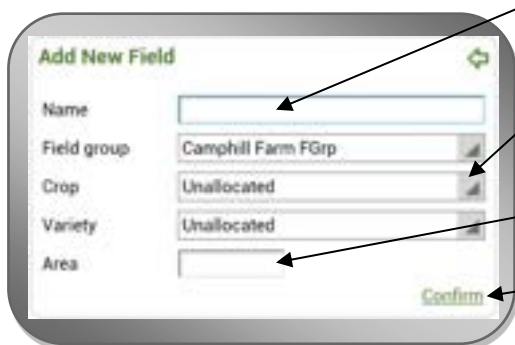 Add New Field
Name
Field group Camphill Farm FGrp
Crop Unallocated
Variety Unallocated
Area
Confirm